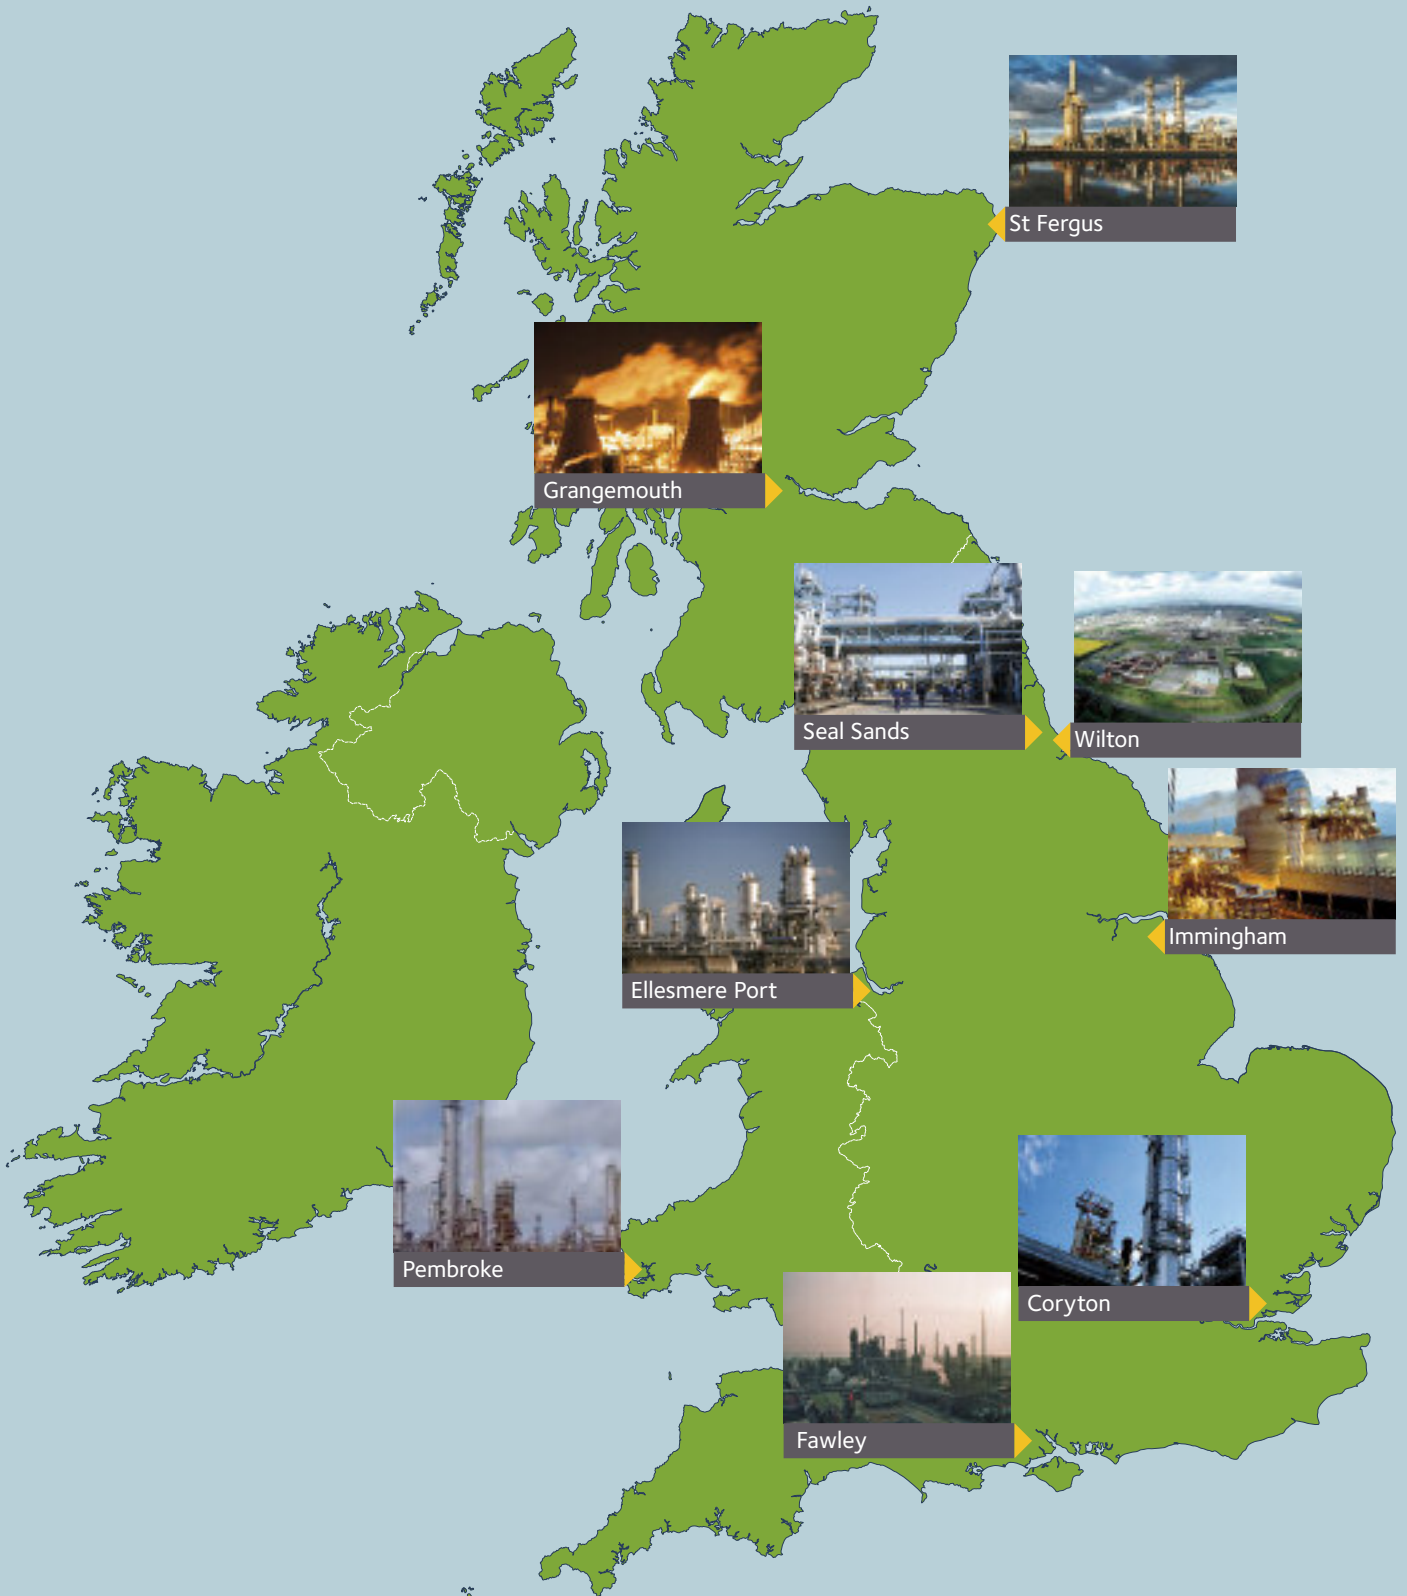 St Fergus
Grangemouth
Seal Sands
Wilton
Immingham
Ellesmere Port
Pembroke
Coryton
Fawley